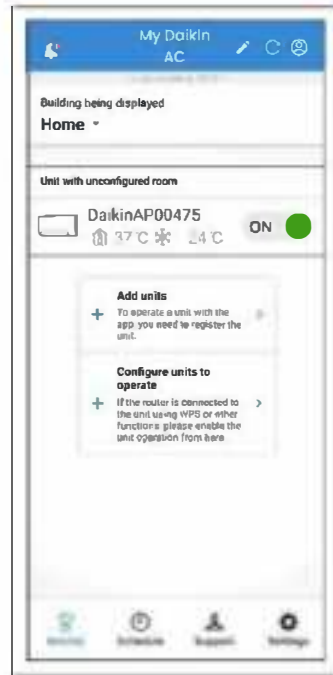 My Daikin
AC
Building being displayed
Home
Unit with unconfigured room
DaikinAP00475
ON
37°C 24°C
Add units
To operate a unit with the
app, you need to register the
unit.
Configure units to
operate
If the router is connected to
the unit using WPS or other
functions, please enable the
unit operation from here
Schedule
Support
Settings